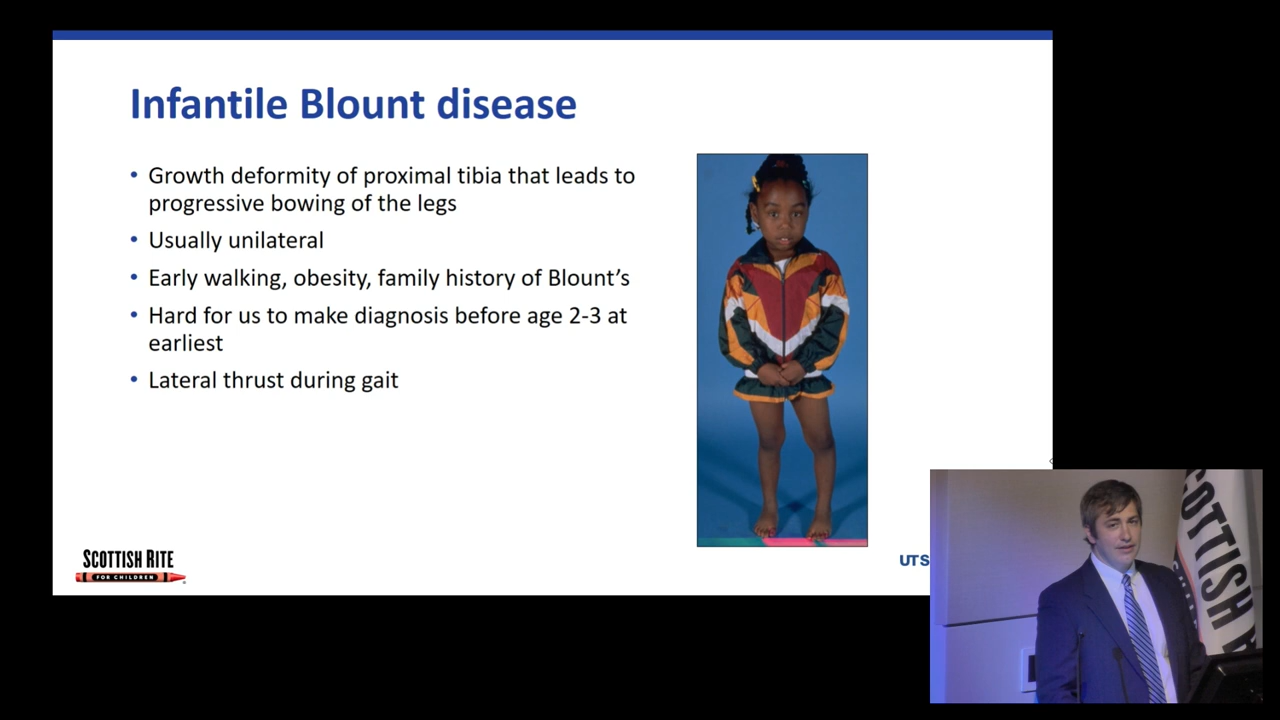 Infantile Blount disease
• Growth deformity of proximal tibia that leads to
progressive bowing of the legs
• Usually unilateral
• Early walking, obesity, family history of Blount's
• Hard for us to make diagnosis before age 2-3 at
earliest
• Lateral thrust during gait
SCOTTISH RITE
FOR CHILDREN
UTS
COTTISH